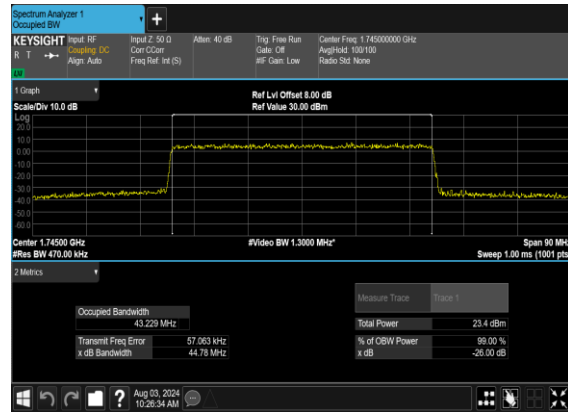 Spectrum Analyzer 1
Occupied BW
KEYSIGHT
R T
LU
Input: RF
Coupling: DC
Align: Auto
Input Z: 50 Ω
Corr CCorr
Freq Ref: Int (S)
Atten: 40 dB
Trig: Free Run
Gate: Off
#IF Gain: Low
Center Freq: 1.745000000 GHz
Avg|Hold: 100/100
Radio Std: None
1 Graph
Scale/Div 10.0 dB
Ref Lvl Offset 8.00 dB
Ref Value 30.00 dBm
Log
20.0
10.0
0.00
-10.0
-20.0
-30.0
-40.0
-50.0
-60.0
Center 1.74500 GHz
#Res BW 470.00 kHz
#Video BW 1.3000 MHz*
Span 90 MHz
Sweep 1.00 ms (1001 pts
2 Metrics
Measure Trace
Trace 1
Occupied Bandwidth
43.229 MHz
Total Power
23.4 dBm
Transmit Freq Error
57.063 kHz
% of OBW Power
99.00 %
x dB Bandwidth
44.78 MHz
x dB
-26.00 dB
?
Aug 03, 2024
10:26:34 AM